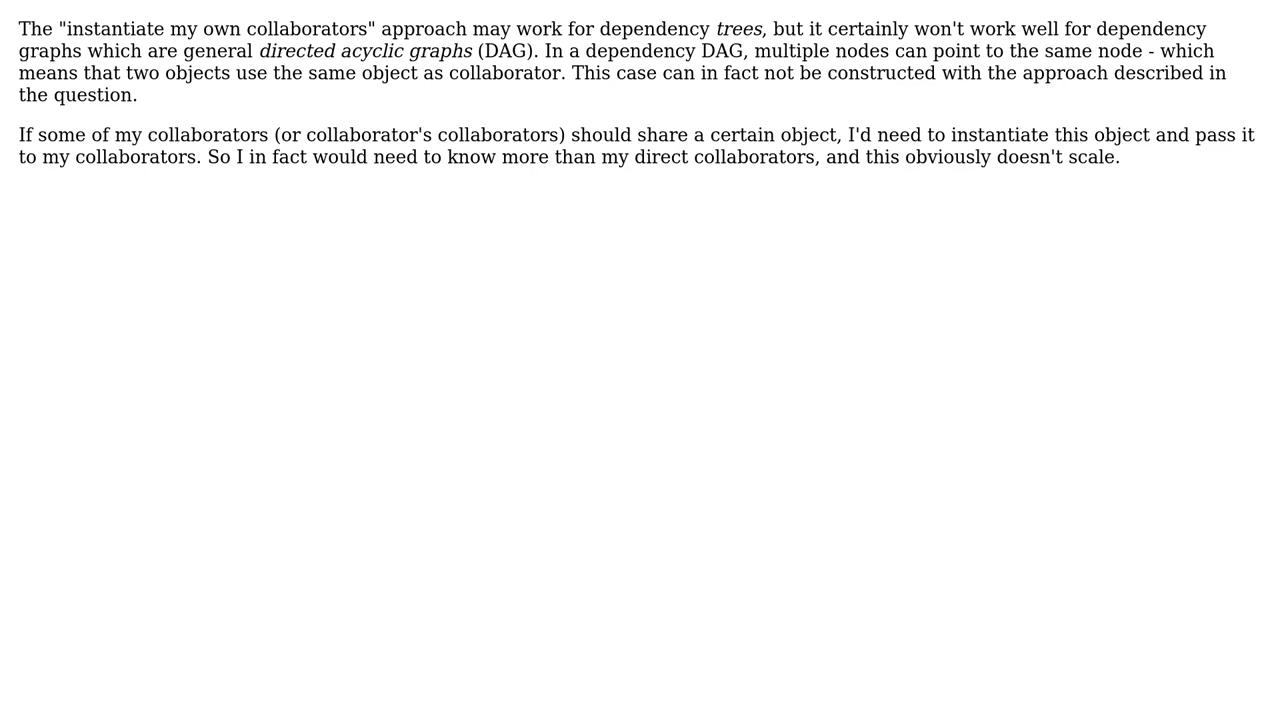 The "instantiate my own collaborators" approach may work for dependency trees, but it certainly won't work well for dependency
graphs which are general directed acyclic graphs (DAG). In a dependency DAG, multiple nodes can point to the same node - which
means that two objects use the same object as collaborator. This case can in fact not be constructed with the approach described in
the question.
If some of my collaborators (or collaborator's collaborators) should share a certain object, I'd need to instantiate this object and pass it
to my collaborators. So I in fact would need to know more than my direct collaborators, and this obviously doesn't scale.